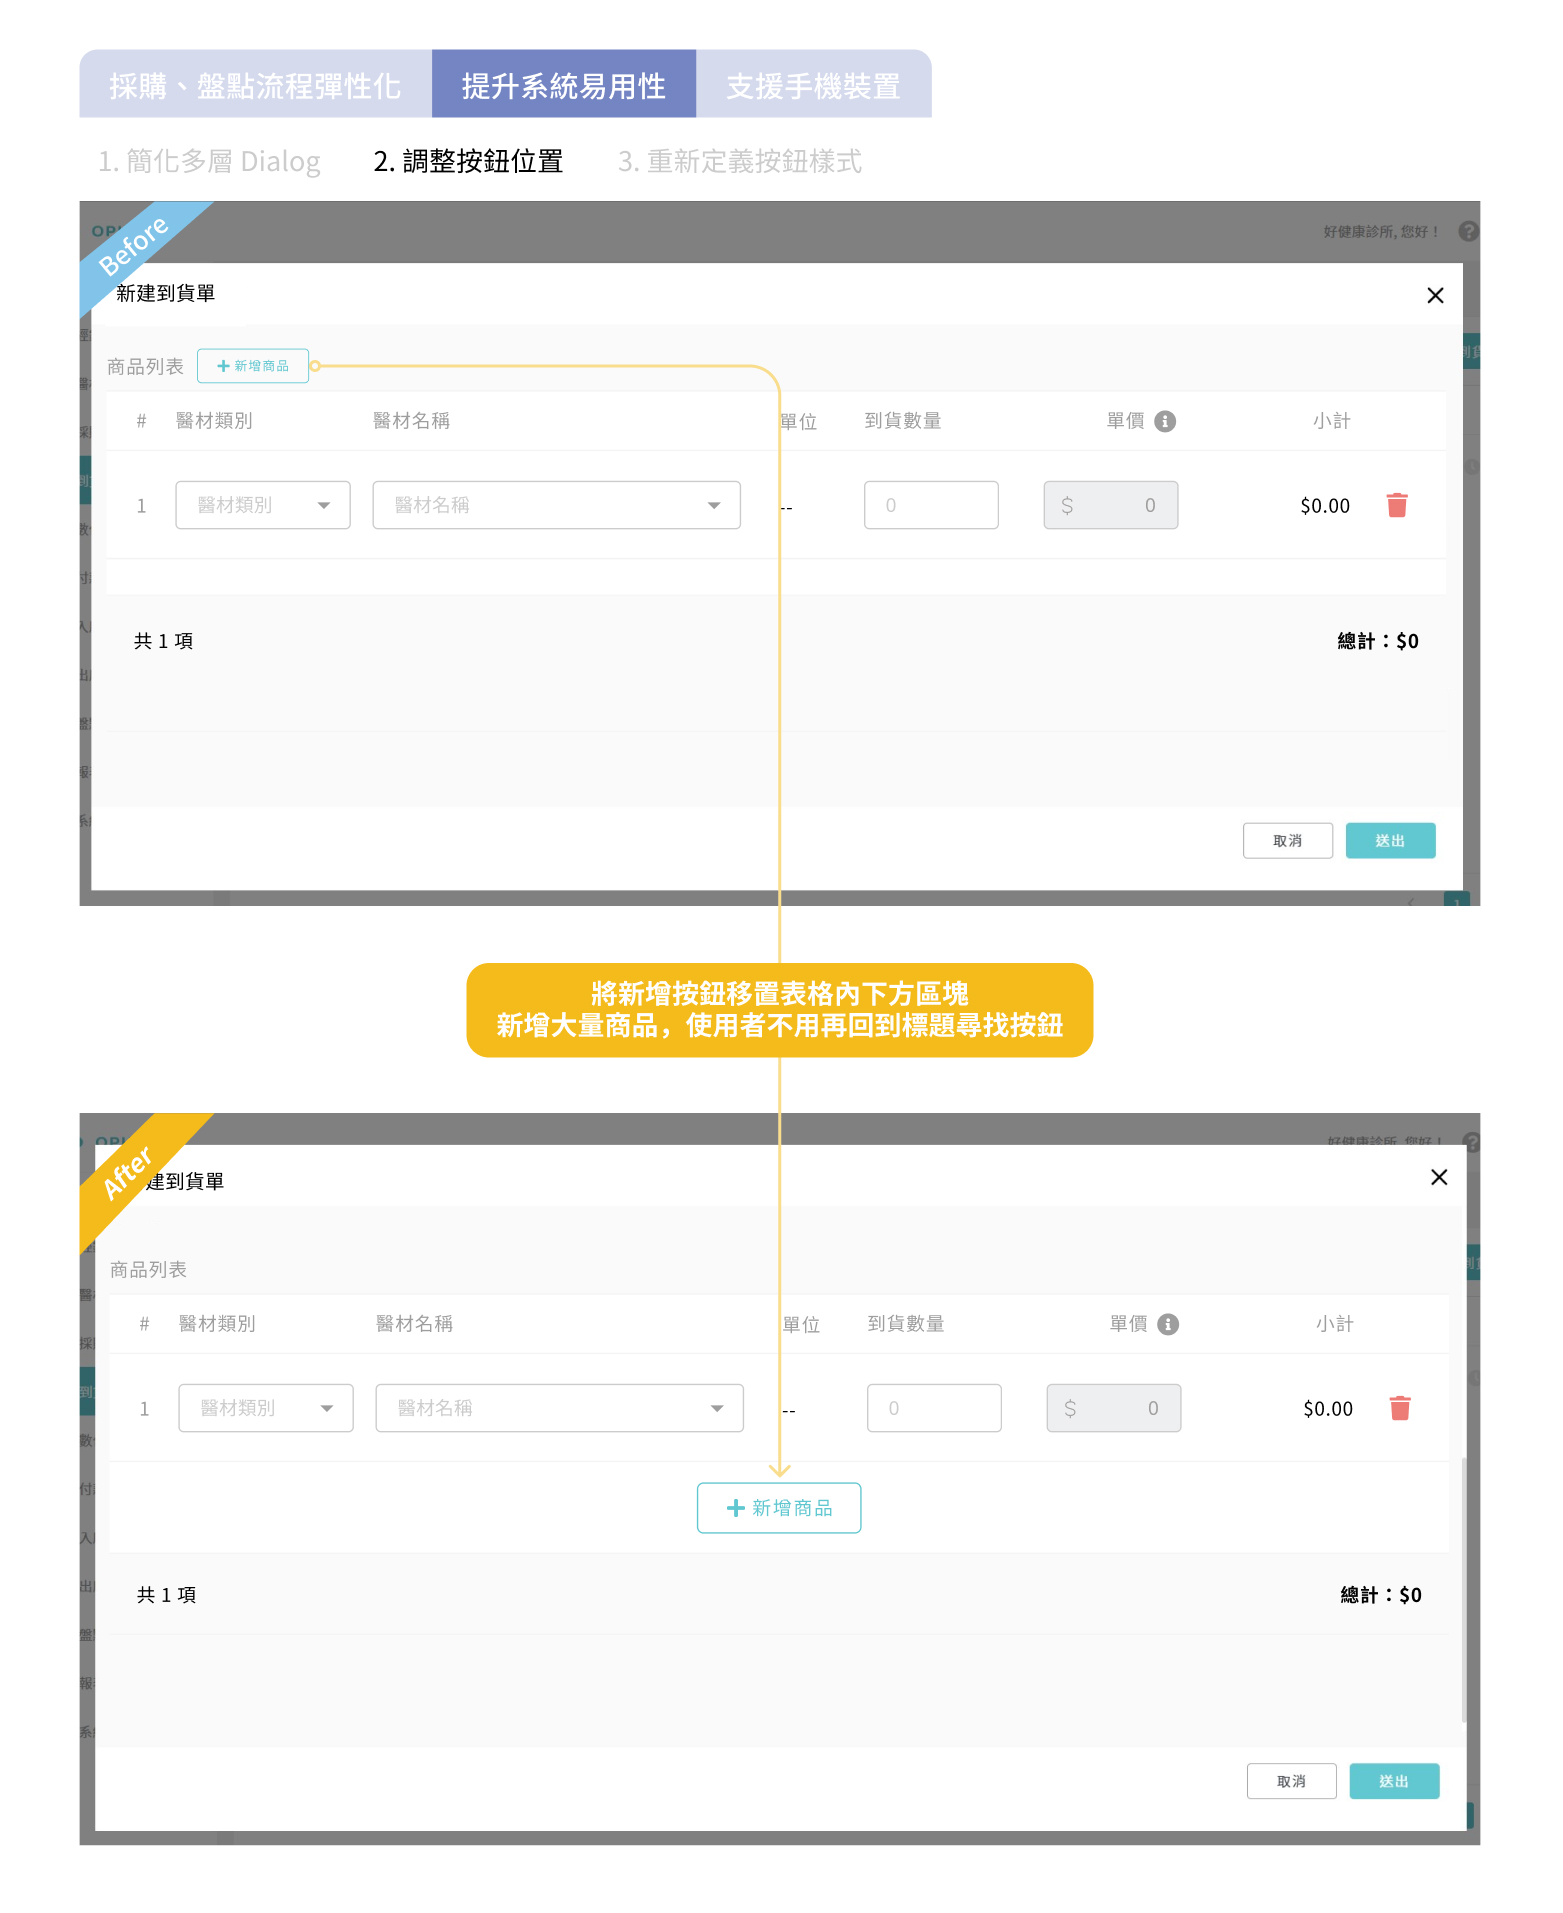 採購、盤點流程彈性化 提升系統易用性 支援手機裝置
1. 簡化多層 Dialog 2. 調整按鈕位置 3. 重新定義按鈕樣式
Before
好健康診所, 您好！
新建到貨單
商品列表 新增商品
# 醫材類別 醫材名稱 單位 到貨數量 單價 小計
1 醫材類別 醫材名稱 -- 0 $ 0 $0.00
共 1 項 總計：$0
取消 送出
1
將新增按鈕移置表格內下方區塊
新增大量商品，使用者不用再回到標題尋找按鈕
After
好健康診所, 您好！
建到貨單
商品列表
# 醫材類別 醫材名稱 單位 到貨數量 單價 小計
1 醫材類別 醫材名稱 -- 0 $ 0 $0.00
新增商品
共 1 項 總計：$0
取消 送出